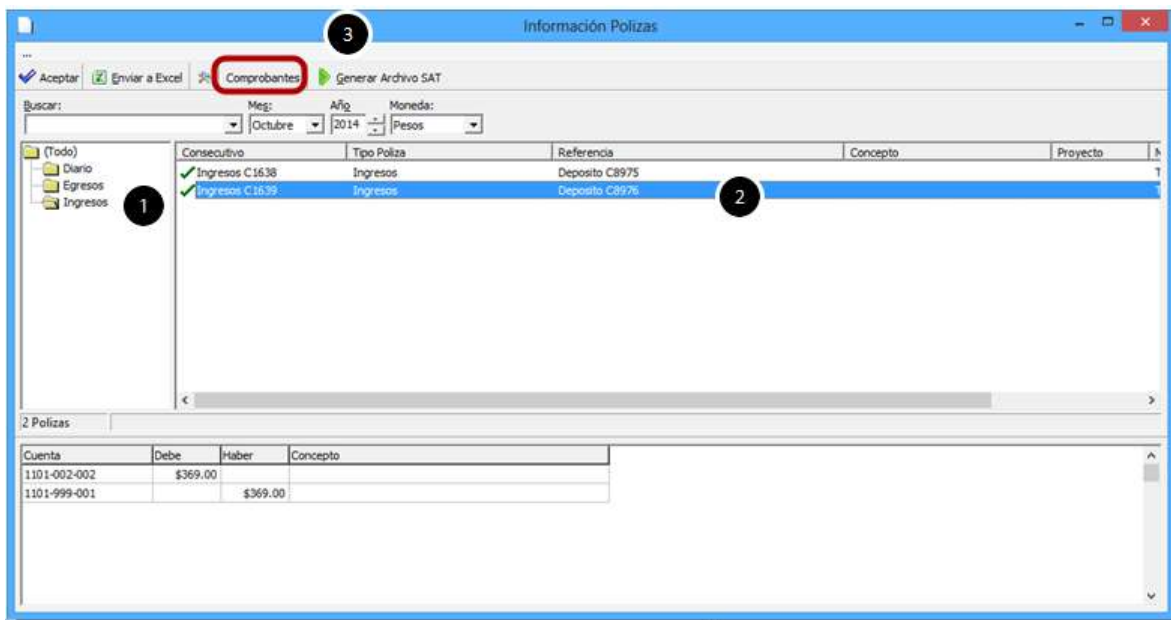 3
Información Polizas
...
Aceptar Enviar a Excel Comprobantes Generar Archivo SAT
Buscar: Mes: Año Moneda:
Octubre 2014 Pesos
(Todo)
Diario
Egresos
Ingresos
1
Consecutivo Tipo Poliza Referencia Concepto Proyecto
Ingresos C1638 Ingresos Deposito C8975
Ingresos C1639 Ingresos Deposito C8976
2
2 Polizas
Cuenta Debe Haber Concepto
1101-002-002 $369.00
1101-999-001 $369.00